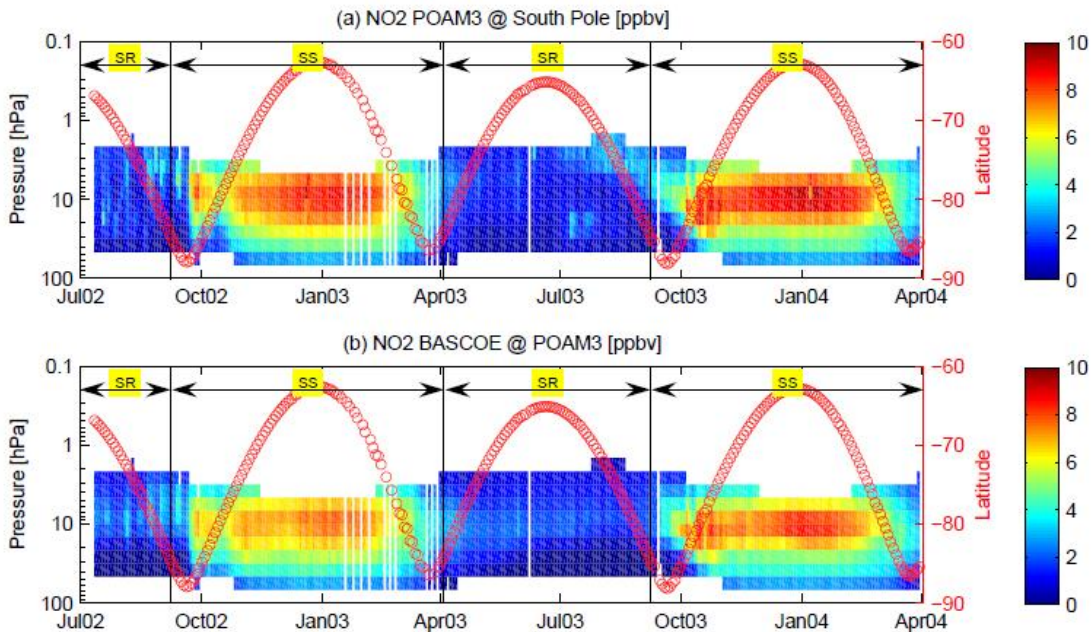 (a) NO2 POAM3 @ South Pole [ppbv]
SR SS SR SS
Pressure [hPa]
0.1
1
10
100
Jul02 Oct02 Jan03 Apr03 Jul03 Oct03 Jan04 Apr04
Latitude
−60
−70
−80
−90
10
8
6
4
2
0
(b) NO2 BASCOE @ POAM3 [ppbv]
SR SS SR SS
Pressure [hPa]
0.1
1
10
100
Jul02 Oct02 Jan03 Apr03 Jul03 Oct03 Jan04 Apr04
Latitude
−60
−70
−80
−90
10
8
6
4
2
0